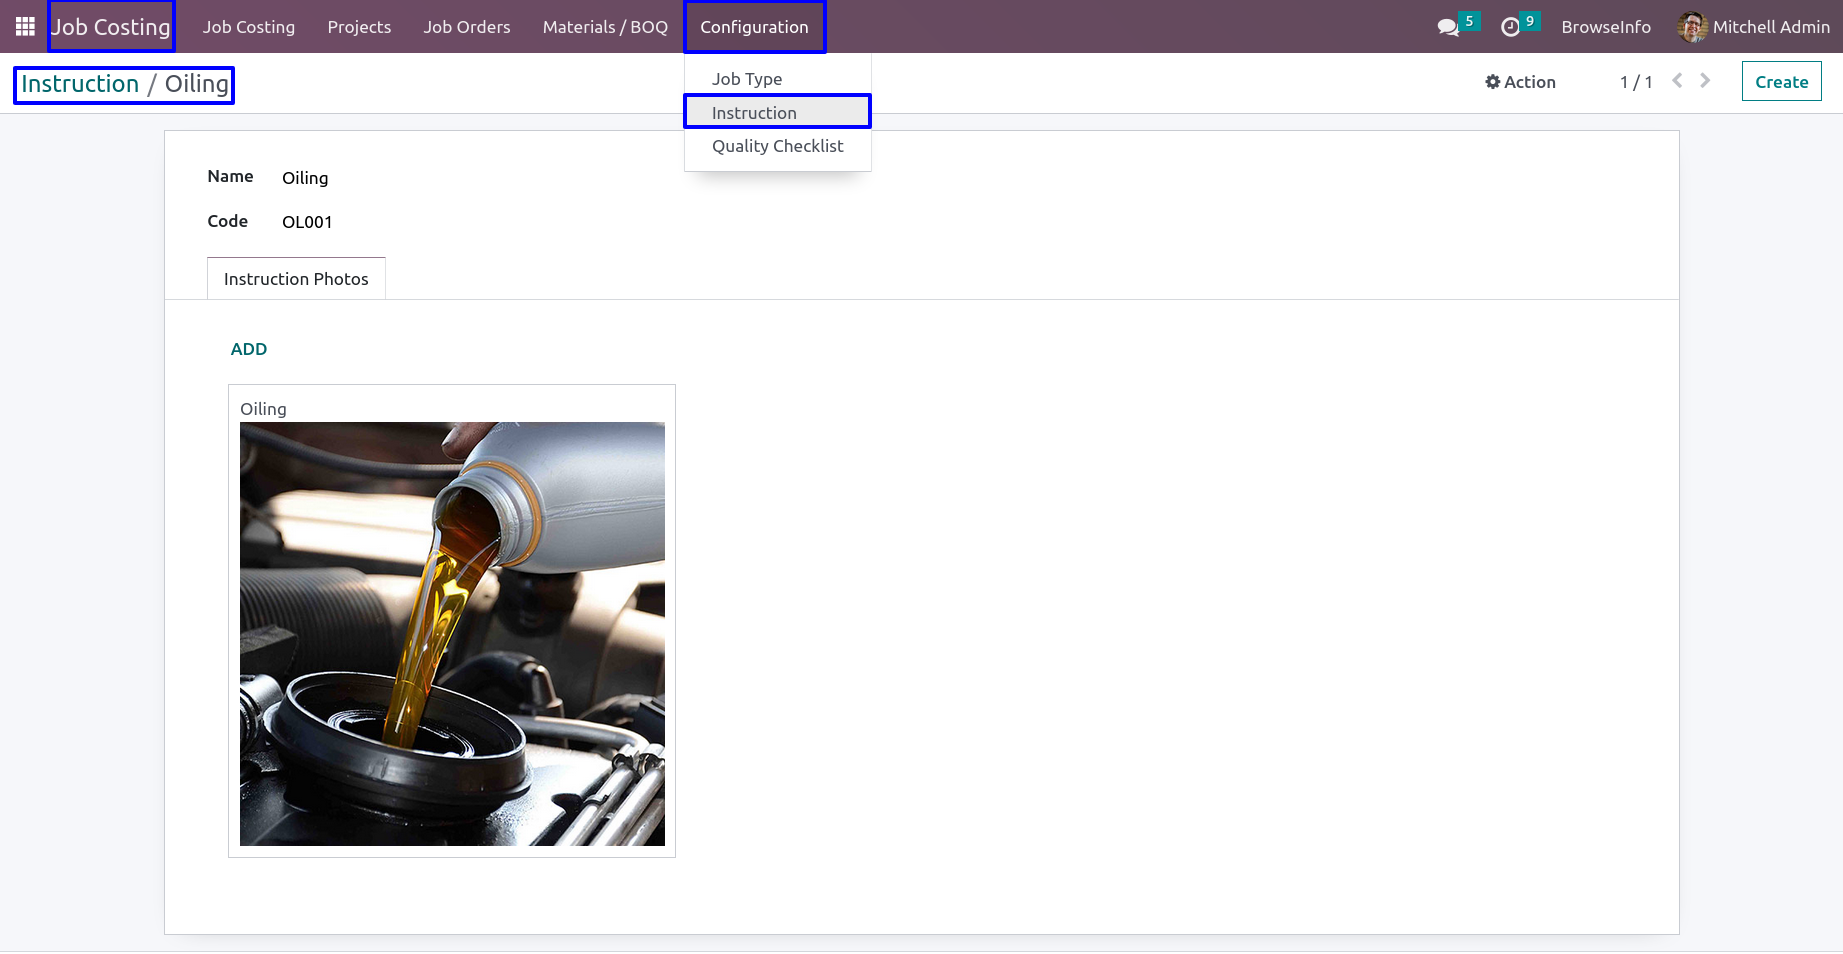 Job Costing Job Costing Projects Job Orders Materials / BOQ Configuration 5 9 BrowseInfo Mitchell Admin
Instruction / Oiling Action 1 / 1 Create
Job Type
Instruction
Quality Checklist
Name Oiling
Code OL001
Instruction Photos
ADD
Oiling